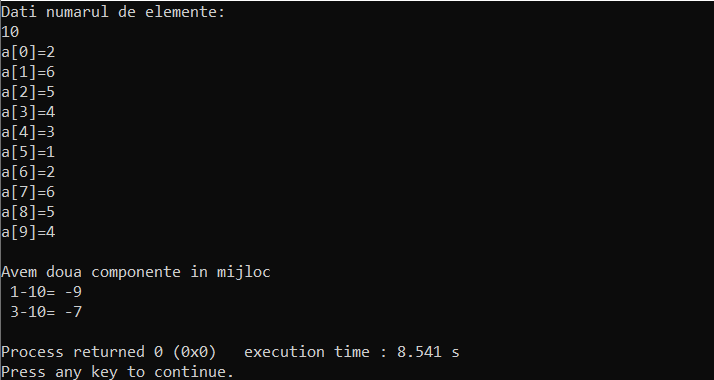 Dati numarul de elemente:
10
a[0]=2
a[1]=6
a[2]=5
a[3]=4
a[4]=3
a[5]=1
a[6]=2
a[7]=6
a[8]=5
a[9]=4
Avem doua componente in mijloc
1-10= -9
3-10= -7
Process returned 0 (0x0)   execution time : 8.541 s
Press any key to continue.